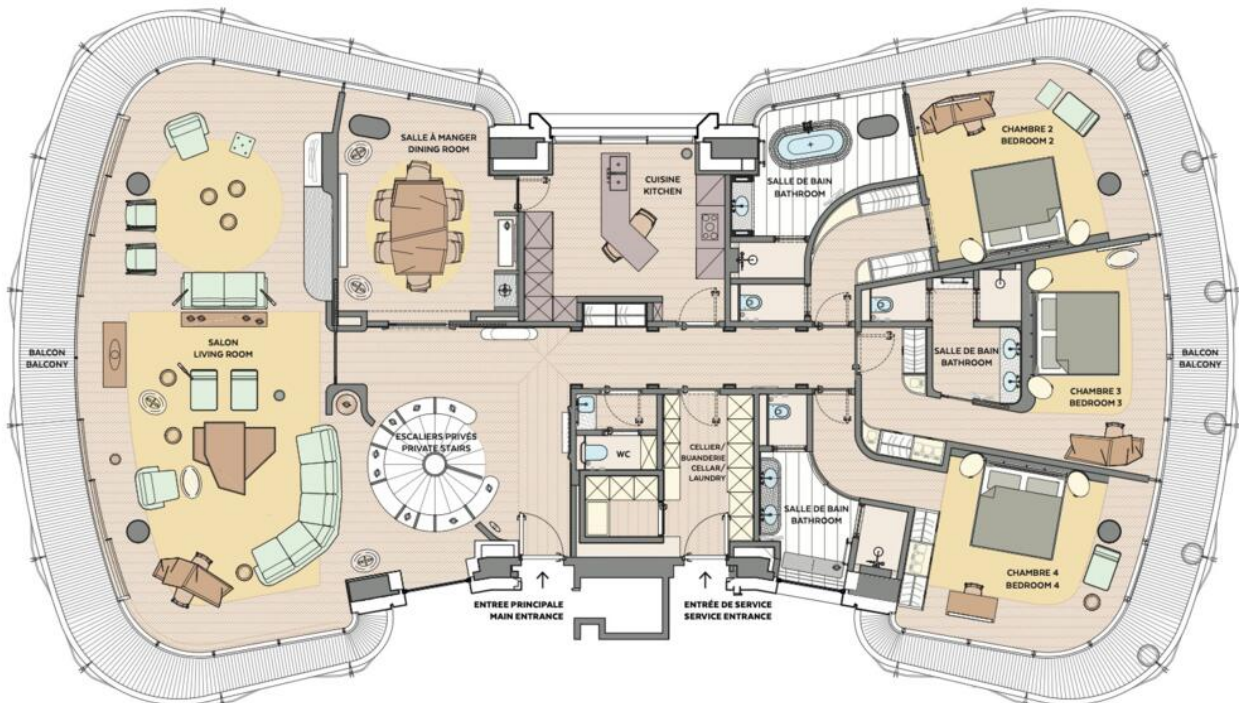 SALLE À MANGER
DINING ROOM
CUISINE
KITCHEN
SALLE DE BAIN
BATHROOM
CHAMBRE 2
BEDROOM 2
BALCON
BALCONY
SALON
LIVING ROOM
SALLE DE BAIN
BATHROOM
CHAMBRE 3
BEDROOM 3
BALCON
BALCONY
ESCALIERS PRIVÉS
PRIVATE STAIRS
WC
CELLIER/
BUANDERIE
CELLAR/
LAUNDRY
SALLE DE BAIN
BATHROOM
CHAMBRE 4
BEDROOM 4
ENTREE PRINCIPALE
MAIN ENTRANCE
ENTRÉE DE SERVICE
SERVICE ENTRANCE